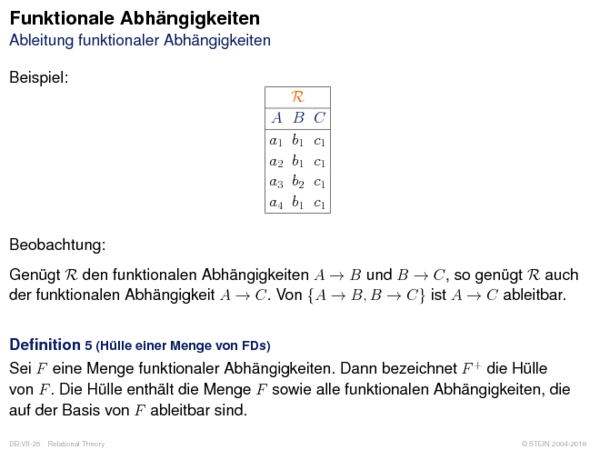 Funktionale Abhängigkeiten
Ableitung funktionaler Abhängigkeiten
Beispiel:
R
A B C
a₁ b₁ c₁
a₂ b₁ c₁
a₃ b₂ c₁
a₄ b₁ c₁
Beobachtung:
Genügt R den funktionalen Abhängigkeiten A → B und B → C, so genügt R auch
der funktionalen Abhängigkeit A → C. Von {A → B, B → C} ist A → C ableitbar.
Definition 5 (Hülle einer Menge von FDs)
Sei F eine Menge funktionaler Abhängigkeiten. Dann bezeichnet F⁺ die Hülle
von F. Die Hülle enthält die Menge F sowie alle funktionalen Abhängigkeiten, die
auf der Basis von F ableitbar sind.
DB:VII-25 Relational Theory © STEIN 2004-2018